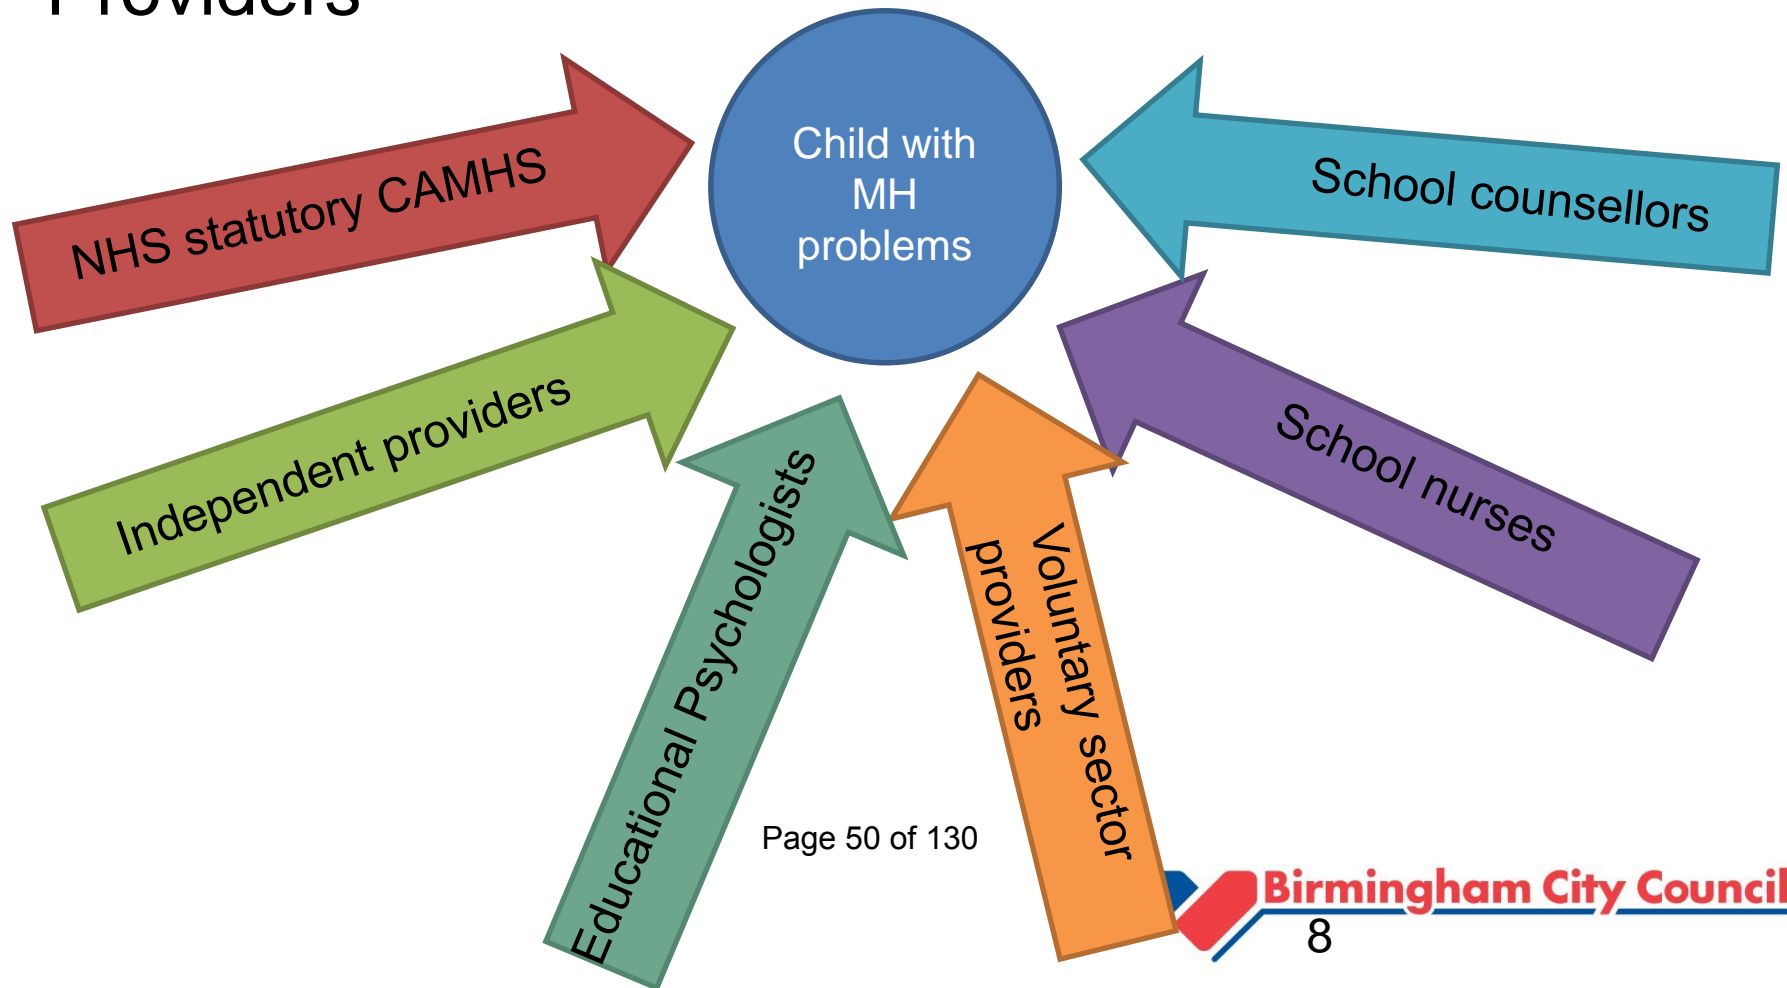 Providers
Child with
MH
problems
NHS statutory CAMHS
School counsellors
Independent providers
School nurses
Educational Psychologists
Voluntary sector
providers
Page 50 of 130
Birmingham City Council
8